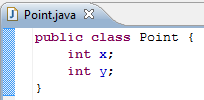 Point.java
public class Point {
    int x;
    int y;
}